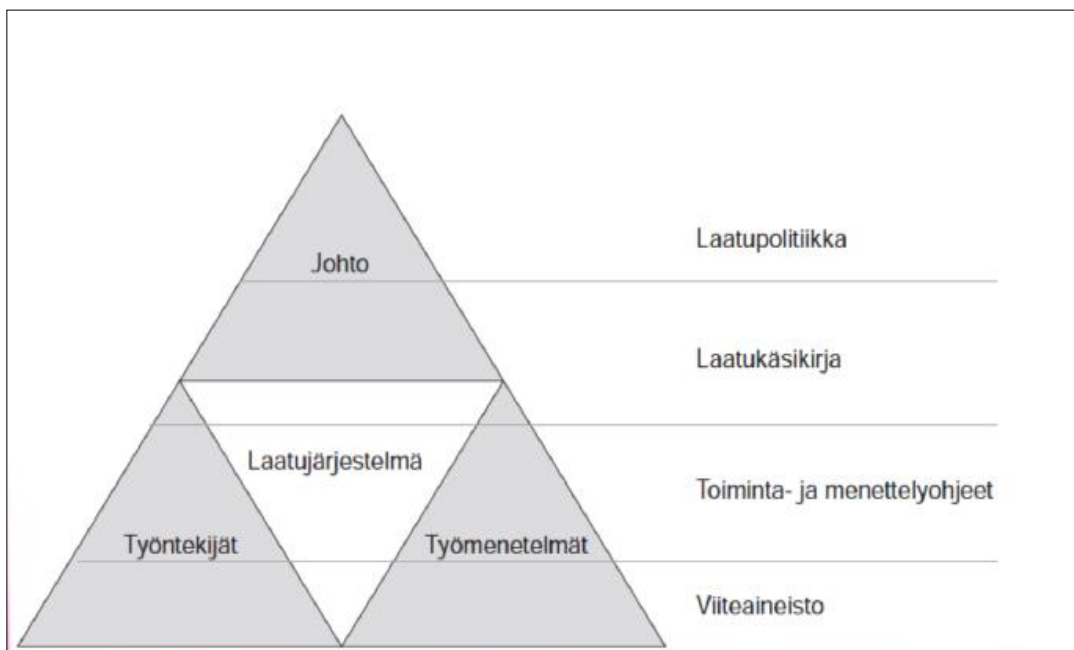 Laatupolitiikka
Johto
Laatukäsikirja
Laatujärjestelmä
Toiminta- ja menettelyohjeet
Työntekijät
Työmenetelmät
Viiteaineisto